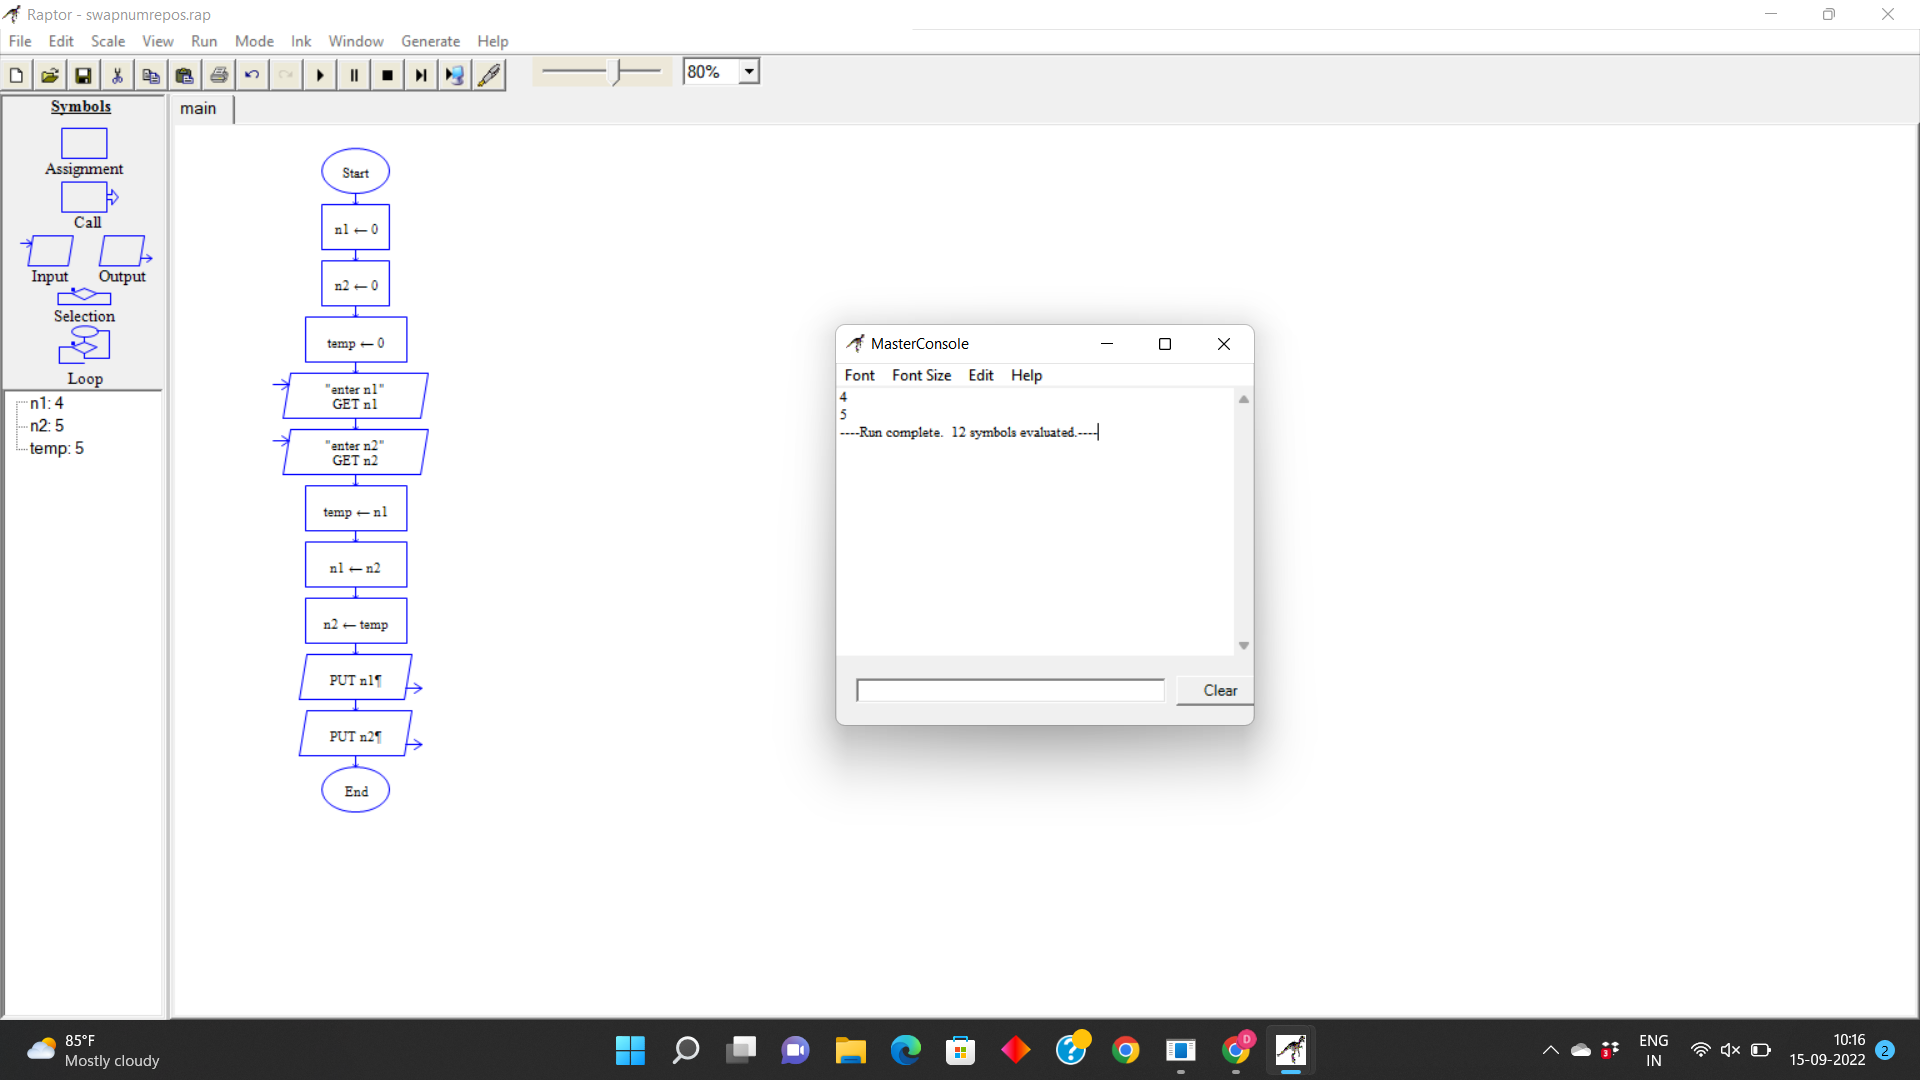 Raptor - swapnumrepos.rap
File Edit Scale View Run Mode Ink Window Generate Help
80%
Symbols
Assignment
Call
Input Output
Selection
Loop
n1: 4
n2: 5
temp: 5
main
Start
n1 ← 0
n2 ← 0
temp ← 0
"enter n1"
GET n1
"enter n2"
GET n2
temp ← n1
n1 ← n2
n2 ← temp
PUT n1¶
PUT n2¶
End
MasterConsole
Font Font Size Edit Help
4
5
----Run complete.  12 symbols evaluated.----
Clear
85°F
Mostly cloudy
D
3
ENG
IN
10:16
15-09-2022
2